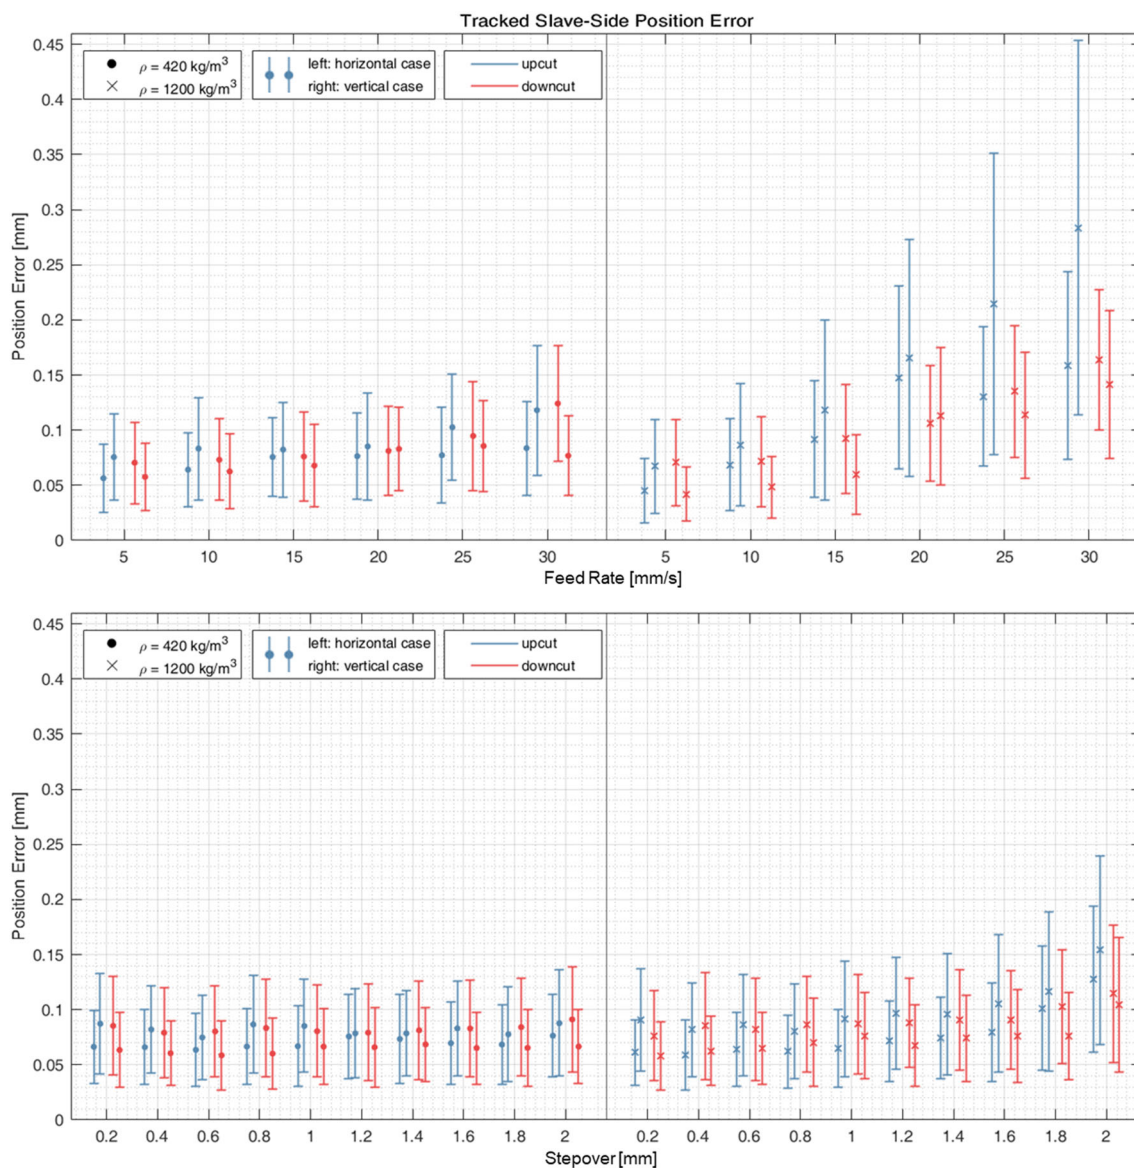 Tracked Slave-Side Position Error
ρ = 420 kg/m³
ρ = 1200 kg/m³
left: horizontal case
right: vertical case
upcut
downcut
0.45
0.4
0.35
0.3
0.25
0.2
0.15
0.1
0.05
0
Position Error [mm]
5 10 15 20 25 30 5 10 15 20 25 30
Feed Rate [mm/s]
ρ = 420 kg/m³
ρ = 1200 kg/m³
left: horizontal case
right: vertical case
upcut
downcut
0.45
0.4
0.35
0.3
0.25
0.2
0.15
0.1
0.05
0
Position Error [mm]
0.2 0.4 0.6 0.8 1 1.2 1.4 1.6 1.8 2 0.2 0.4 0.6 0.8 1 1.2 1.4 1.6 1.8 2
Stepover [mm]